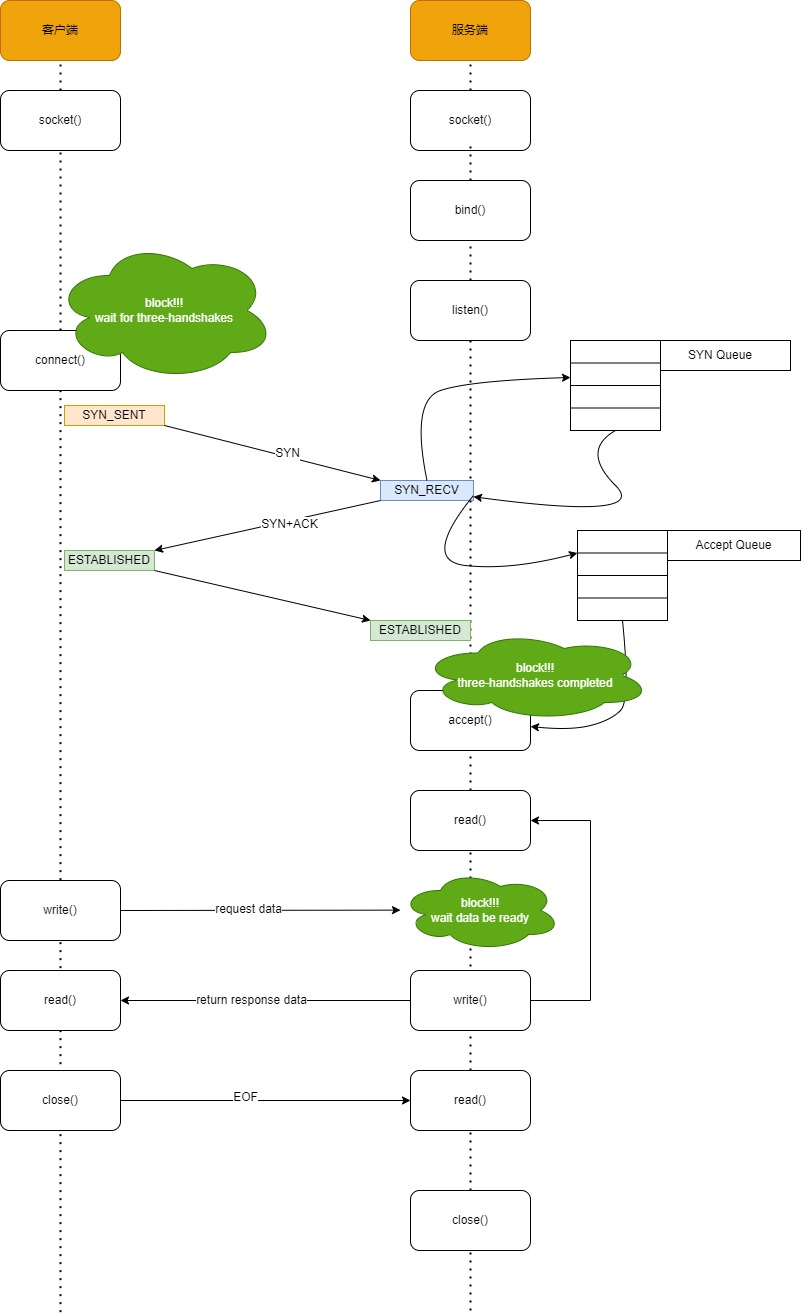 客户端
服务端
socket()
socket()
bind()
block!!!
wait for three-handshakes
listen()
connect()
SYN Queue
SYN_SENT
SYN
SYN_RECV
SYN+ACK
Accept Queue
ESTABLISHED
ESTABLISHED
block!!!
three-handshakes completed
accept()
read()
write()
request data
block!!!
wait data be ready
read()
return response data
write()
close()
EOF
read()
close()